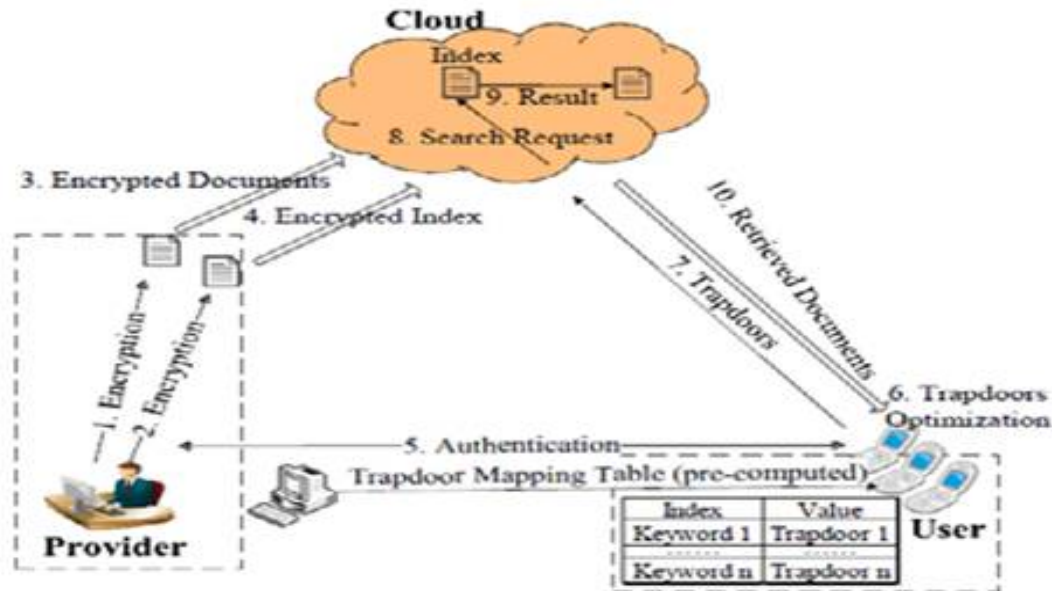 Cloud
Index
9. Result
8. Search Request
3. Encrypted Documents
4. Encrypted Index
10. Retrieved Documents
7. Trapdoors
1. Encryption
2. Encryption
6. Trapdoors
Optimization
5. Authentication
Trapdoor Mapping Table (pre-computed)
Provider
User
Index Value
Keyword 1 Trapdoor 1
...... ......
Keyword n Trapdoor n